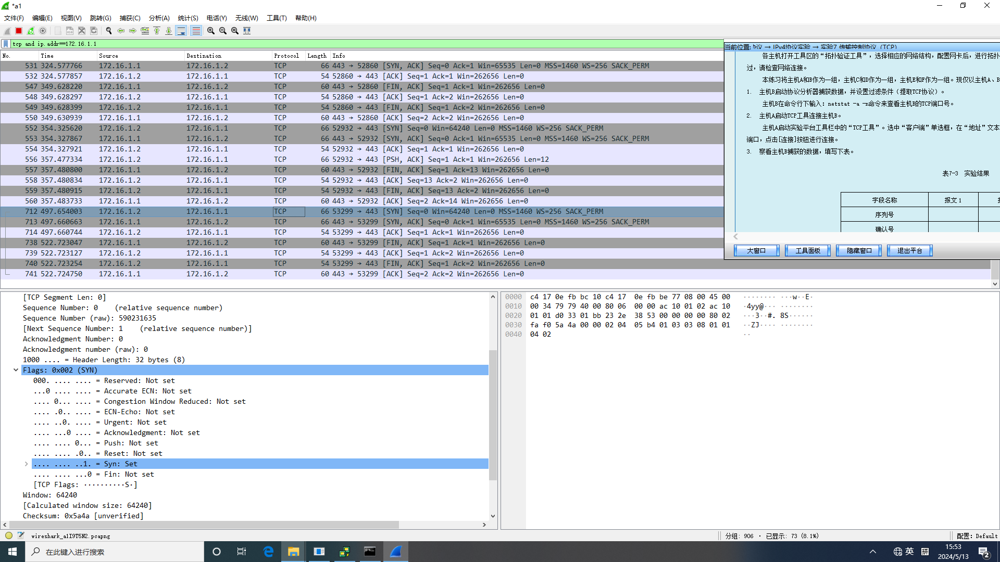 *a1
文件(F) 编辑(E) 视图(V) 跳转(G) 捕获(C) 分析(A) 统计(S) 电话(Y) 无线(W) 工具(T) 帮助(H)
tcp and ip.addr==172.16.1.1
No. Time Source Destination Protocol Length Info
531 324.577766 172.16.1.1 172.16.1.2 TCP 66 443 → 52860 [SYN, ACK] Seq=0 Ack=1 Win=65535 Len=0 MSS=1460 WS=256 SACK_PERM
532 324.577857 172.16.1.2 172.16.1.1 TCP 54 52860 → 443 [ACK] Seq=1 Ack=1 Win=262656 Len=0
547 349.628220 172.16.1.1 172.16.1.2 TCP 60 443 → 52860 [FIN, ACK] Seq=1 Ack=1 Win=262656 Len=0
548 349.628297 172.16.1.2 172.16.1.1 TCP 54 52860 → 443 [ACK] Seq=1 Ack=2 Win=262656 Len=0
549 349.628399 172.16.1.2 172.16.1.1 TCP 54 52860 → 443 [FIN, ACK] Seq=1 Ack=2 Win=262656 Len=0
550 349.630939 172.16.1.1 172.16.1.2 TCP 60 443 → 52860 [ACK] Seq=2 Ack=2 Win=262656 Len=0
552 354.325620 172.16.1.2 172.16.1.1 TCP 66 52932 → 443 [SYN] Seq=0 Win=64240 Len=0 MSS=1460 WS=256 SACK_PERM
553 354.327867 172.16.1.1 172.16.1.2 TCP 66 443 → 52932 [SYN, ACK] Seq=0 Ack=1 Win=65535 Len=0 MSS=1460 WS=256 SACK_PERM
554 354.327921 172.16.1.2 172.16.1.1 TCP 54 52932 → 443 [ACK] Seq=1 Ack=1 Win=262656 Len=0
556 357.477334 172.16.1.2 172.16.1.1 TCP 66 52932 → 443 [PSH, ACK] Seq=1 Ack=1 Win=262656 Len=12
557 357.480800 172.16.1.1 172.16.1.2 TCP 60 443 → 52932 [FIN, ACK] Seq=1 Ack=13 Win=262656 Len=0
558 357.480834 172.16.1.2 172.16.1.1 TCP 54 52932 → 443 [ACK] Seq=13 Ack=2 Win=262656 Len=0
559 357.480915 172.16.1.2 172.16.1.1 TCP 54 52932 → 443 [FIN, ACK] Seq=13 Ack=2 Win=262656 Len=0
560 357.483733 172.16.1.1 172.16.1.2 TCP 60 443 → 52932 [ACK] Seq=2 Ack=14 Win=262656 Len=0
712 497.654003 172.16.1.2 172.16.1.1 TCP 66 53299 → 443 [SYN] Seq=0 Win=64240 Len=0 MSS=1460 WS=256 SACK_PERM
713 497.660663 172.16.1.1 172.16.1.2 TCP 66 443 → 53299 [SYN, ACK] Seq=0 Ack=1 Win=65535 Len=0 MSS=1460 WS=256 SACK_PERM
714 497.660744 172.16.1.2 172.16.1.1 TCP 54 53299 → 443 [ACK] Seq=1 Ack=1 Win=262656 Len=0
738 522.723047 172.16.1.1 172.16.1.2 TCP 60 443 → 53299 [FIN, ACK] Seq=1 Ack=1 Win=262656 Len=0
739 522.723127 172.16.1.2 172.16.1.1 TCP 54 53299 → 443 [ACK] Seq=1 Ack=2 Win=262656 Len=0
740 522.723254 172.16.1.2 172.16.1.1 TCP 54 53299 → 443 [FIN, ACK] Seq=1 Ack=2 Win=262656 Len=0
741 522.724750 172.16.1.1 172.16.1.2 TCP 60 443 → 53299 [ACK] Seq=2 Ack=2 Win=262656 Len=0
当前位置: 协议 → IPv4协议实验 → 实验7 传输控制协议（TCP）
各主机打开工具区的“拓扑验证工具”，选择相应的网络结构，配置网卡后，进行拓扑
过，请检查网络连接。
本练习将主机A和B作为一组，主机C和D作为一组，主机E和F作为一组。现仅以主机A、B
1. 主机B启动协议分析器捕获数据，并设置过滤条件（提取TCP协议）。
主机B在命令行下输入：netstat -a -n命令来查看主机B的TCP端口号。
2. 主机A启动TCP工具连接主机B。
主机A启动实验平台工具栏中的“TCP工具”。选中“客户端”单选框，在“地址”文本
端口，点击[连接]按钮进行连接。
3. 察看主机B捕获的数据，填写下表。
表7-3 实验结果
字段名称 报文1
序列号
确认号
大窗口 工具面板 隐藏窗口 退出平台
[TCP Segment Len: 0]
Sequence Number: 0 (relative sequence number)
Sequence Number (raw): 590231635
[Next Sequence Number: 1 (relative sequence number)]
Acknowledgment Number: 0
Acknowledgment number (raw): 0
1000 .... = Header Length: 32 bytes (8)
Flags: 0x002 (SYN)
000. .... .... = Reserved: Not set
...0 .... .... = Accurate ECN: Not set
.... 0... .... = Congestion Window Reduced: Not set
.... .0.. .... = ECN-Echo: Not set
.... ..0. .... = Urgent: Not set
.... ...0 .... = Acknowledgment: Not set
.... .... 0... = Push: Not set
.... .... .0.. = Reset: Not set
.... .... ..1. = Syn: Set
.... .... ...0 = Fin: Not set
[TCP Flags: ··········S·]
Window: 64240
[Calculated window size: 64240]
Checksum: 0x5a4a [unverified]
0000 c4 17 0e fb bc 10 c4 17 0e fb be 77 08 00 45 00 ········ ···w··E·
0010 00 34 79 79 40 00 80 06 00 00 ac 10 01 02 ac 10 ·4yy@··· ········
0020 01 01 d0 33 01 bb 23 2e 38 53 00 00 00 00 80 02 ···3··#. 8S······
0030 fa f0 5a 4a 00 00 02 04 05 b4 01 03 03 08 01 01 ··ZJ···· ········
0040 04 02 ··
wireshark_a1I9T5N2.pcapng 分组: 906 · 已显示: 73 (8.1%) 配置: Default
在此键入进行搜索 英 15:53
2024/5/13 2